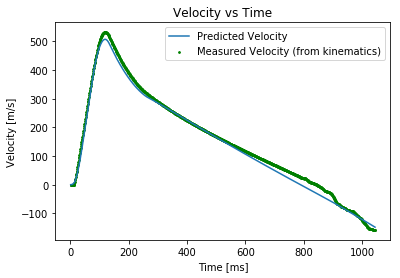 Velocity vs Time
Predicted Velocity
Measured Velocity (from kinematics)
Velocity [m/s]
500
400
300
200
100
0
−100
0
200
400
600
800
1000
Time [ms]